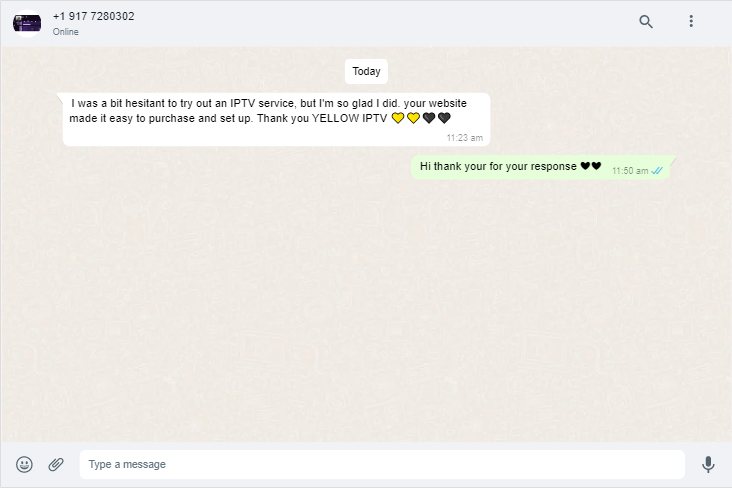 +1 917 7280302
Online
Today
I was a bit hesitant to try out an IPTV service, but I'm so glad I did. your website
made it easy to purchase and set up. Thank you YELLOW IPTV 💛💛🖤🖤
11:23 am
Hi thank your for your response 🖤🖤
11:50 am
Type a message